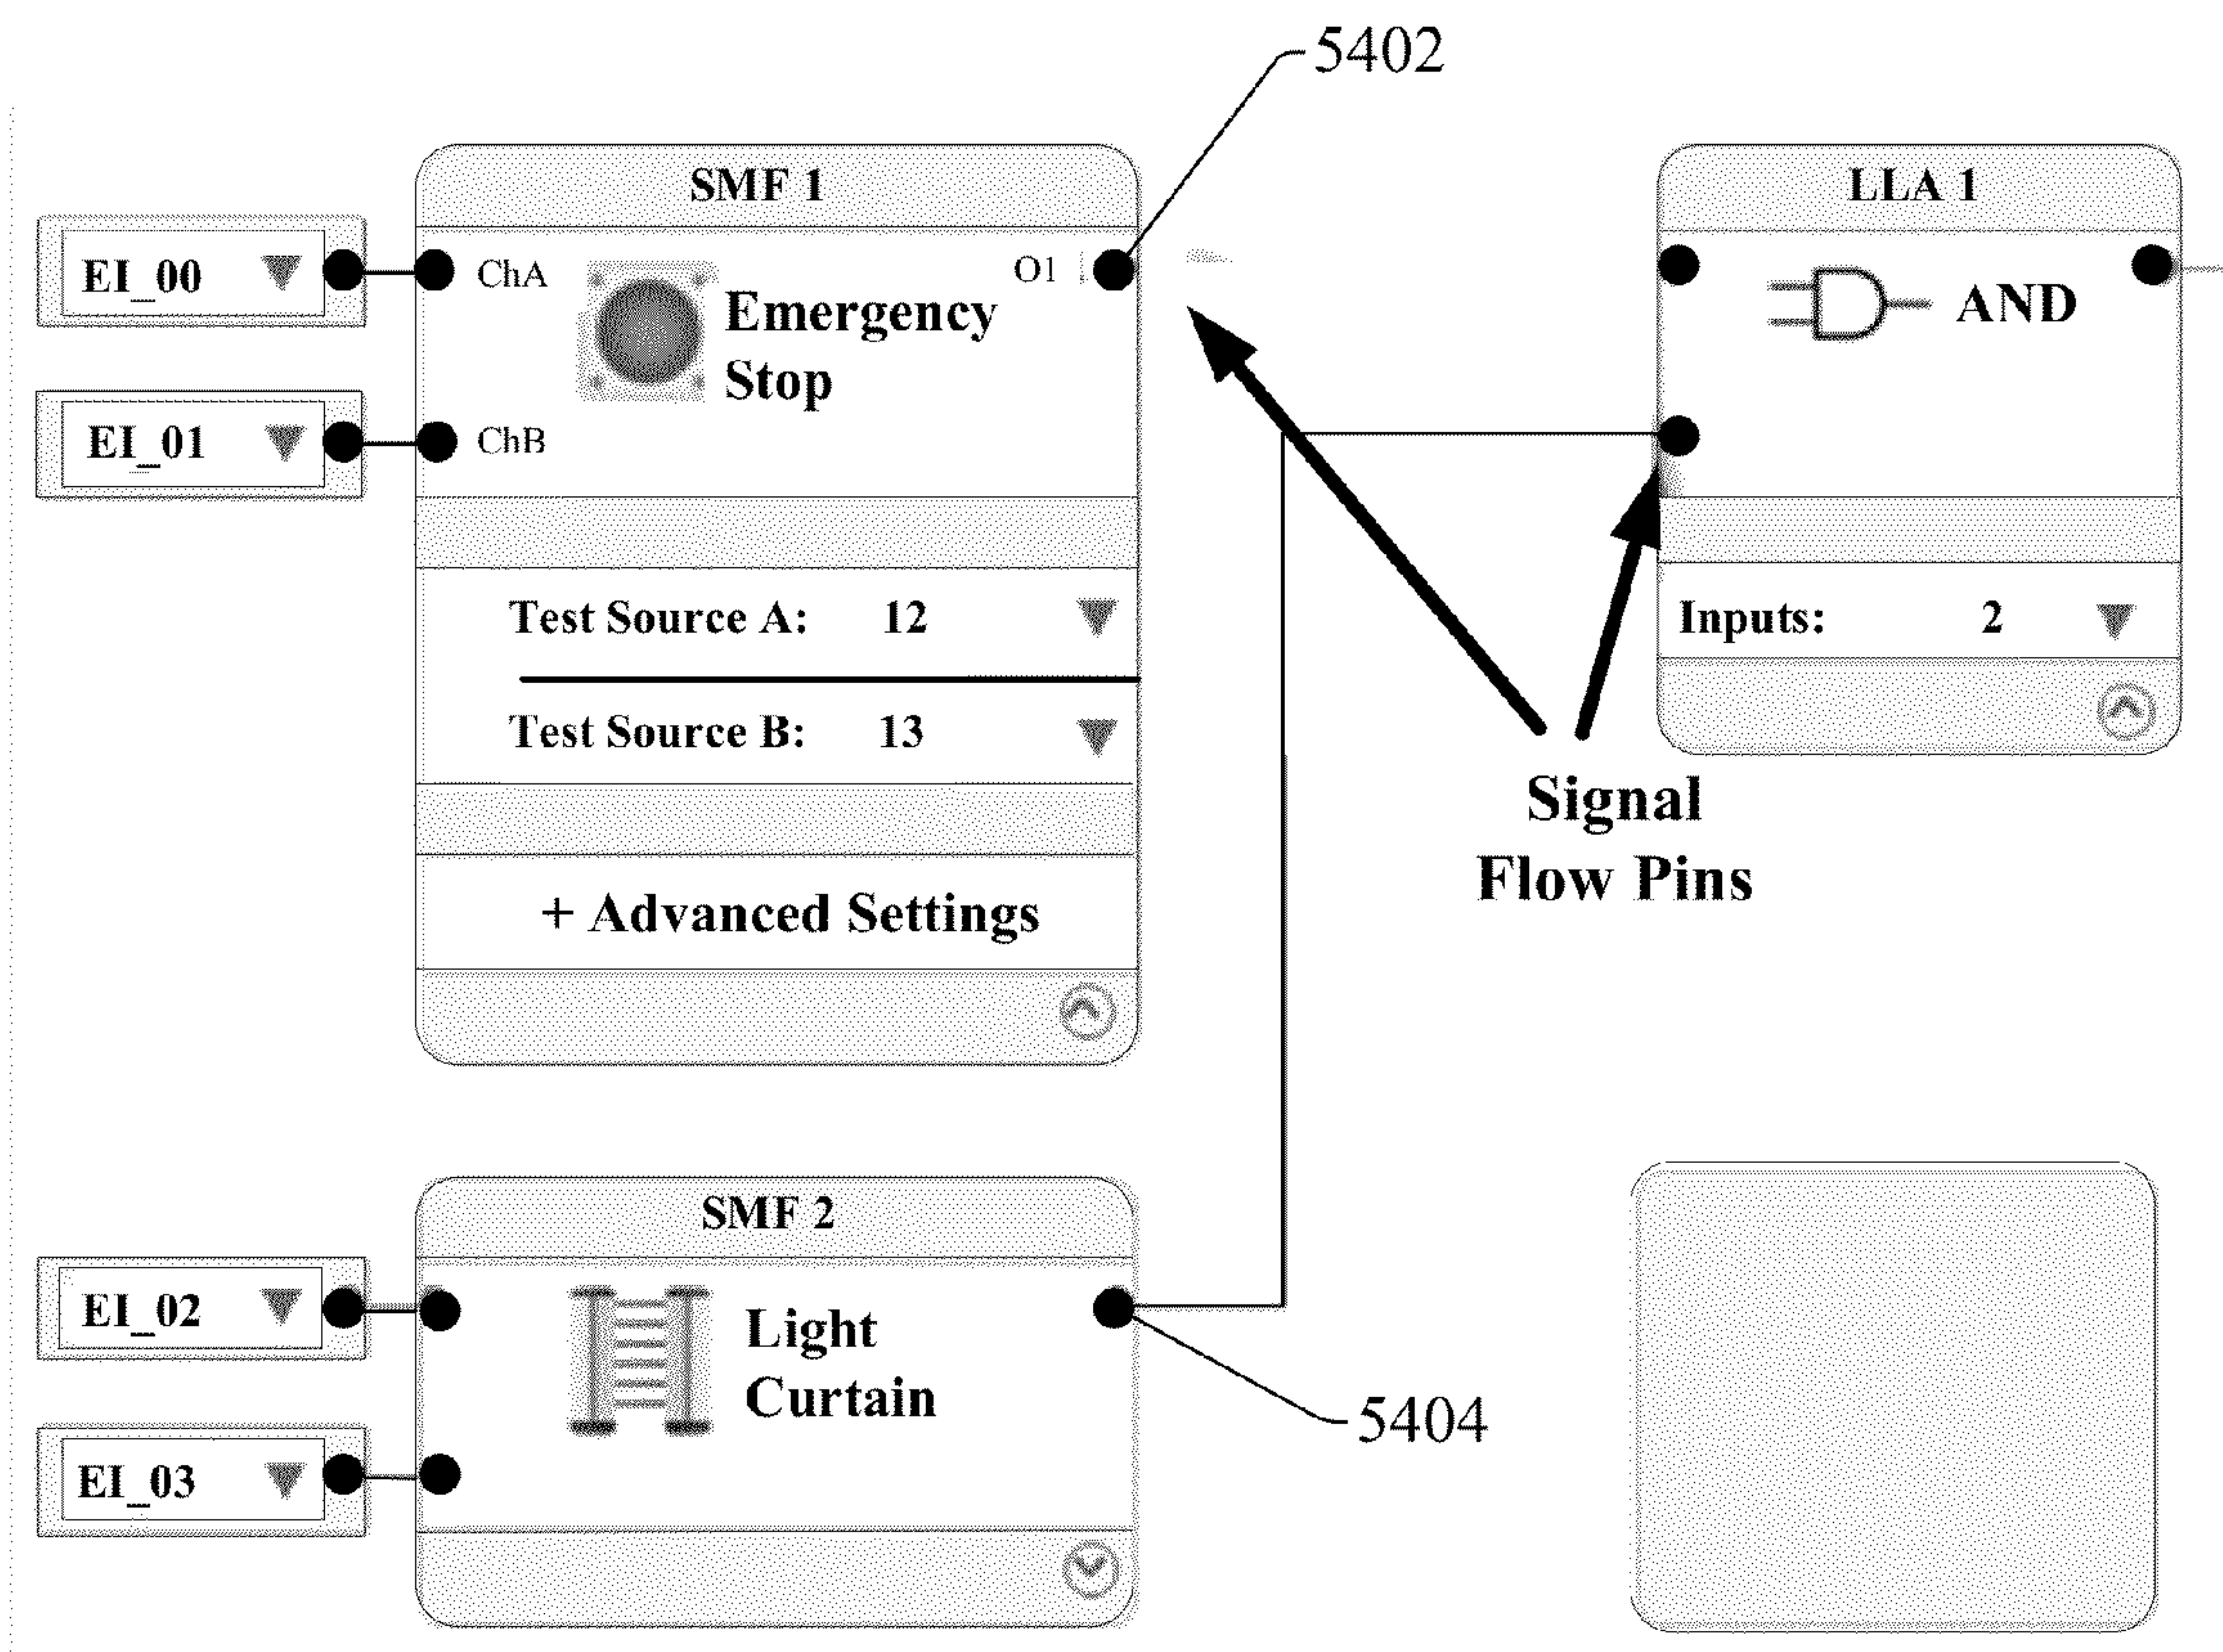 5402
SMF 1
LLA 1
EI_00
ChA
Emergency
Stop
O1
AND
EI_01
ChB
Test Source A: 12
Inputs: 2
Test Source B: 13
Signal
Flow Pins
+ Advanced Settings
SMF 2
EI_02
Light
Curtain
5404
EI_03